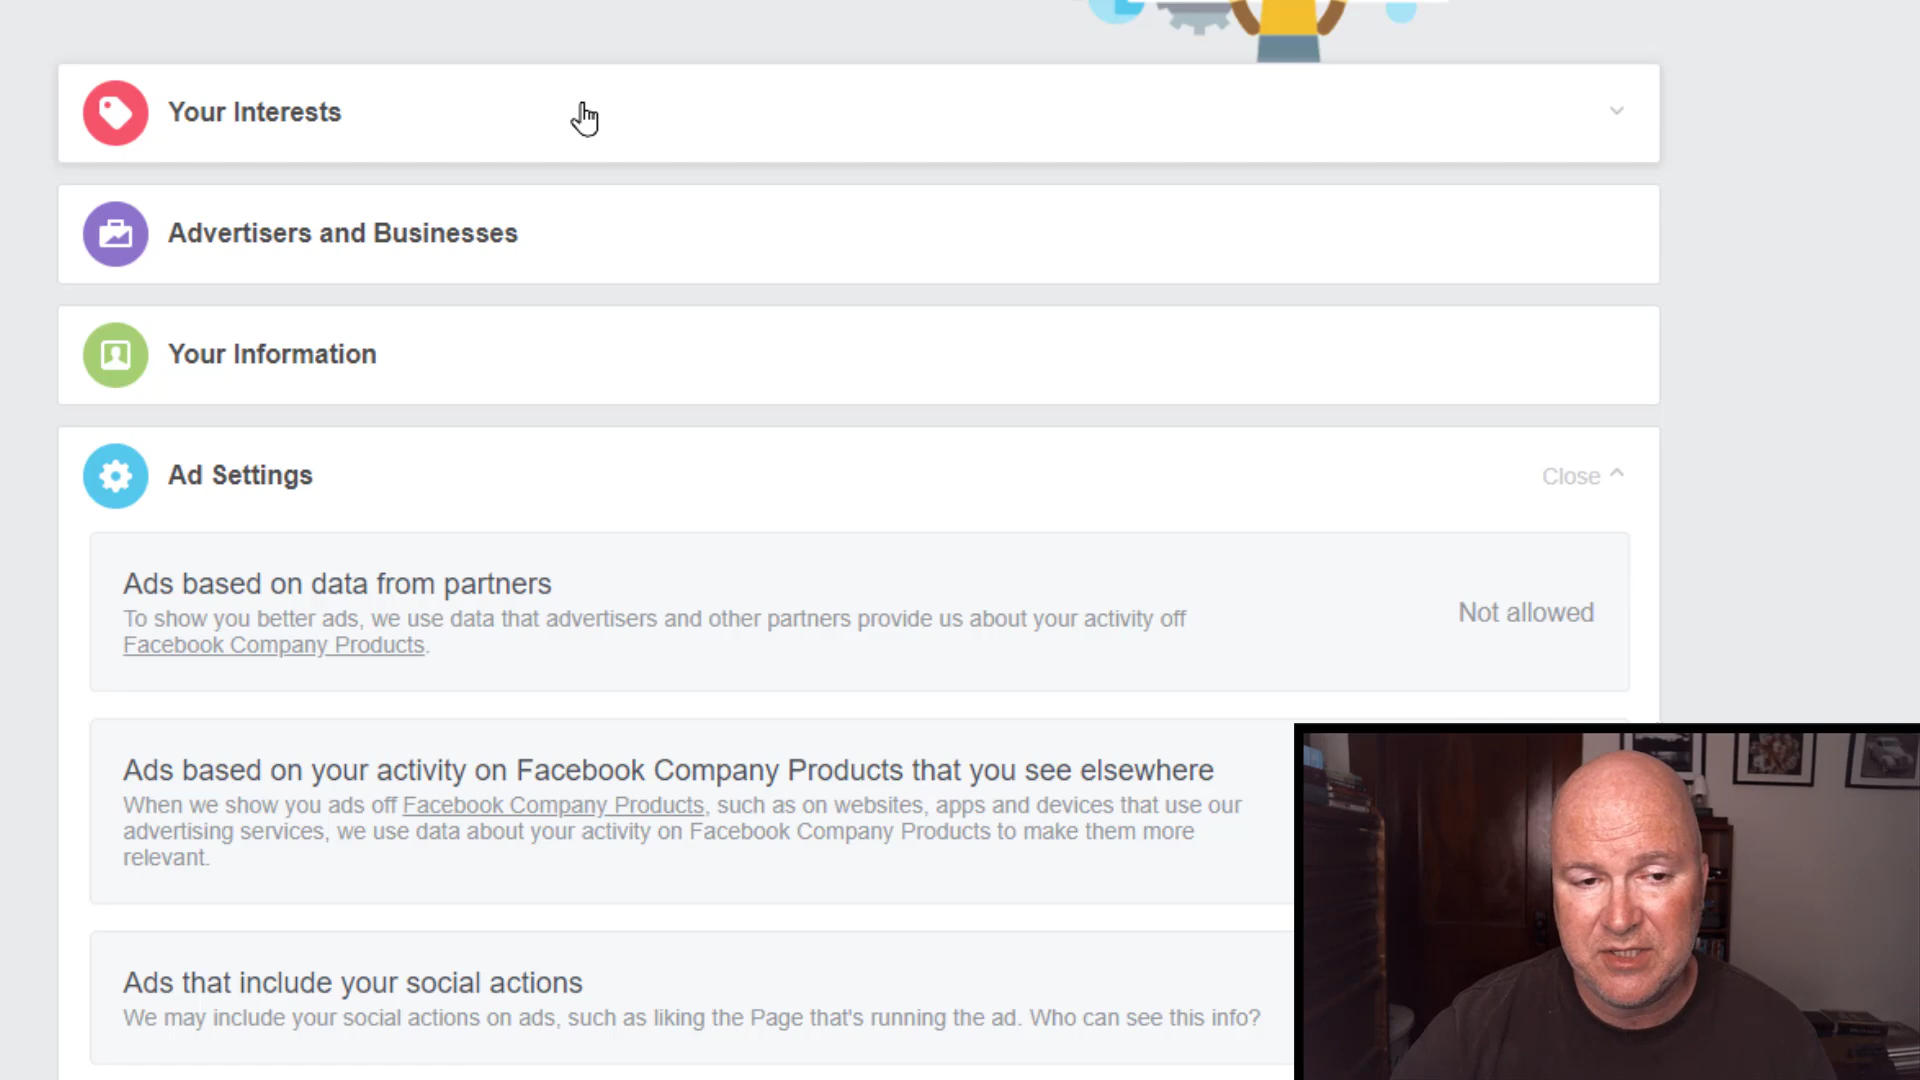 Your Interests
Advertisers and Businesses
Your Information
Ad Settings
Close
Ads based on data from partners
To show you better ads, we use data that advertisers and other partners provide us about your activity off
Facebook Company Products.
Not allowed
Ads based on your activity on Facebook Company Products that you see elsewhere
When we show you ads off Facebook Company Products, such as on websites, apps and devices that use our
advertising services, we use data about your activity on Facebook Company Products to make them more
relevant.
Ads that include your social actions
We may include your social actions on ads, such as liking the Page that's running the ad. Who can see this info?